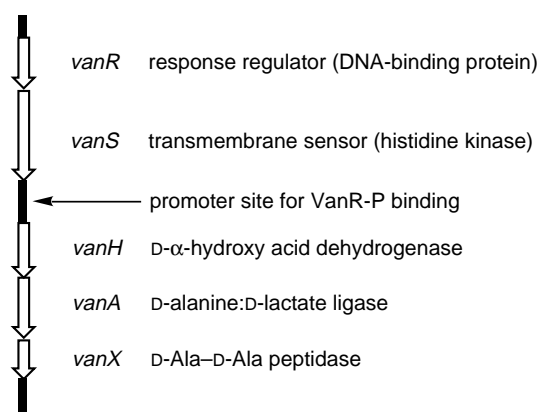 vanR response regulator (DNA-binding protein)
vanS transmembrane sensor (histidine kinase)
promoter site for VanR-P binding
vanH D-α-hydroxy acid dehydrogenase
vanA D-alanine:D-lactate ligase
vanX D-Ala–D-Ala peptidase